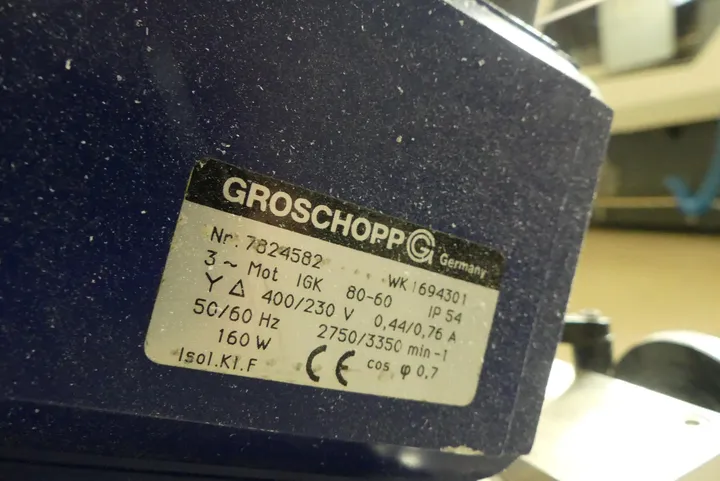 GROSCHOPP G Germany
Nr. 7824582 WK 1694301
3 ~ Mot IGK 80-60 IP 54
Y Δ 400/230 V 0,44/0,76 A
50/60 Hz 2750/3350 min-1
160 W cos φ 0,7
Isol.Kl.F CE